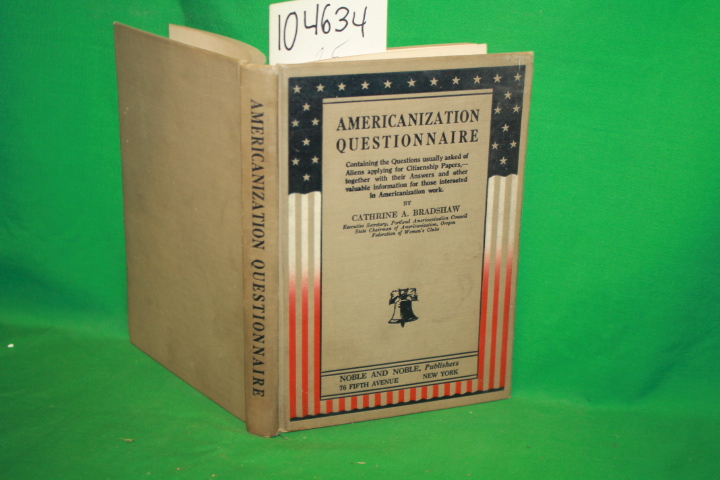 104634
AMERICANIZATION QUESTIONNAIRE
AMERICANIZATION
QUESTIONNAIRE
Containing the Questions usually asked of
Aliens applying for Citizenship Papers,—
together with their Answers and other
valuable information for those interested
in Americanization work.
BY
CATHRINE A. BRADSHAW
Executive Secretary, Portland Americanization Council
State Chairman of Americanization, Oregon
Federation of Women's Clubs
NOBLE AND NOBLE, Publishers
76 FIFTH AVENUE NEW YORK